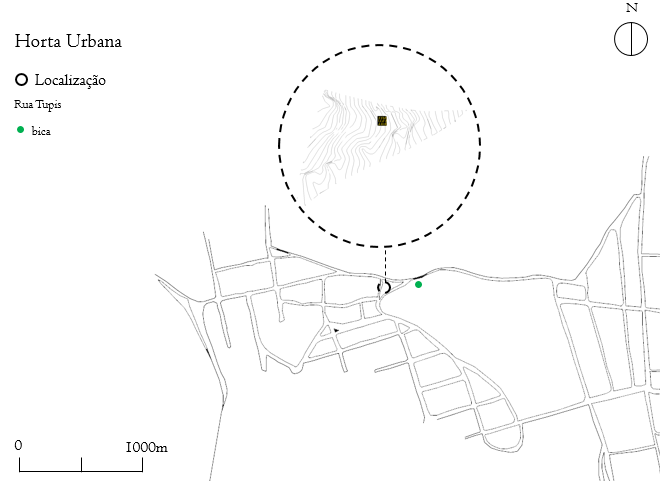 N
Horta Urbana
Localização
Rua Tupis
bica
0 1000m